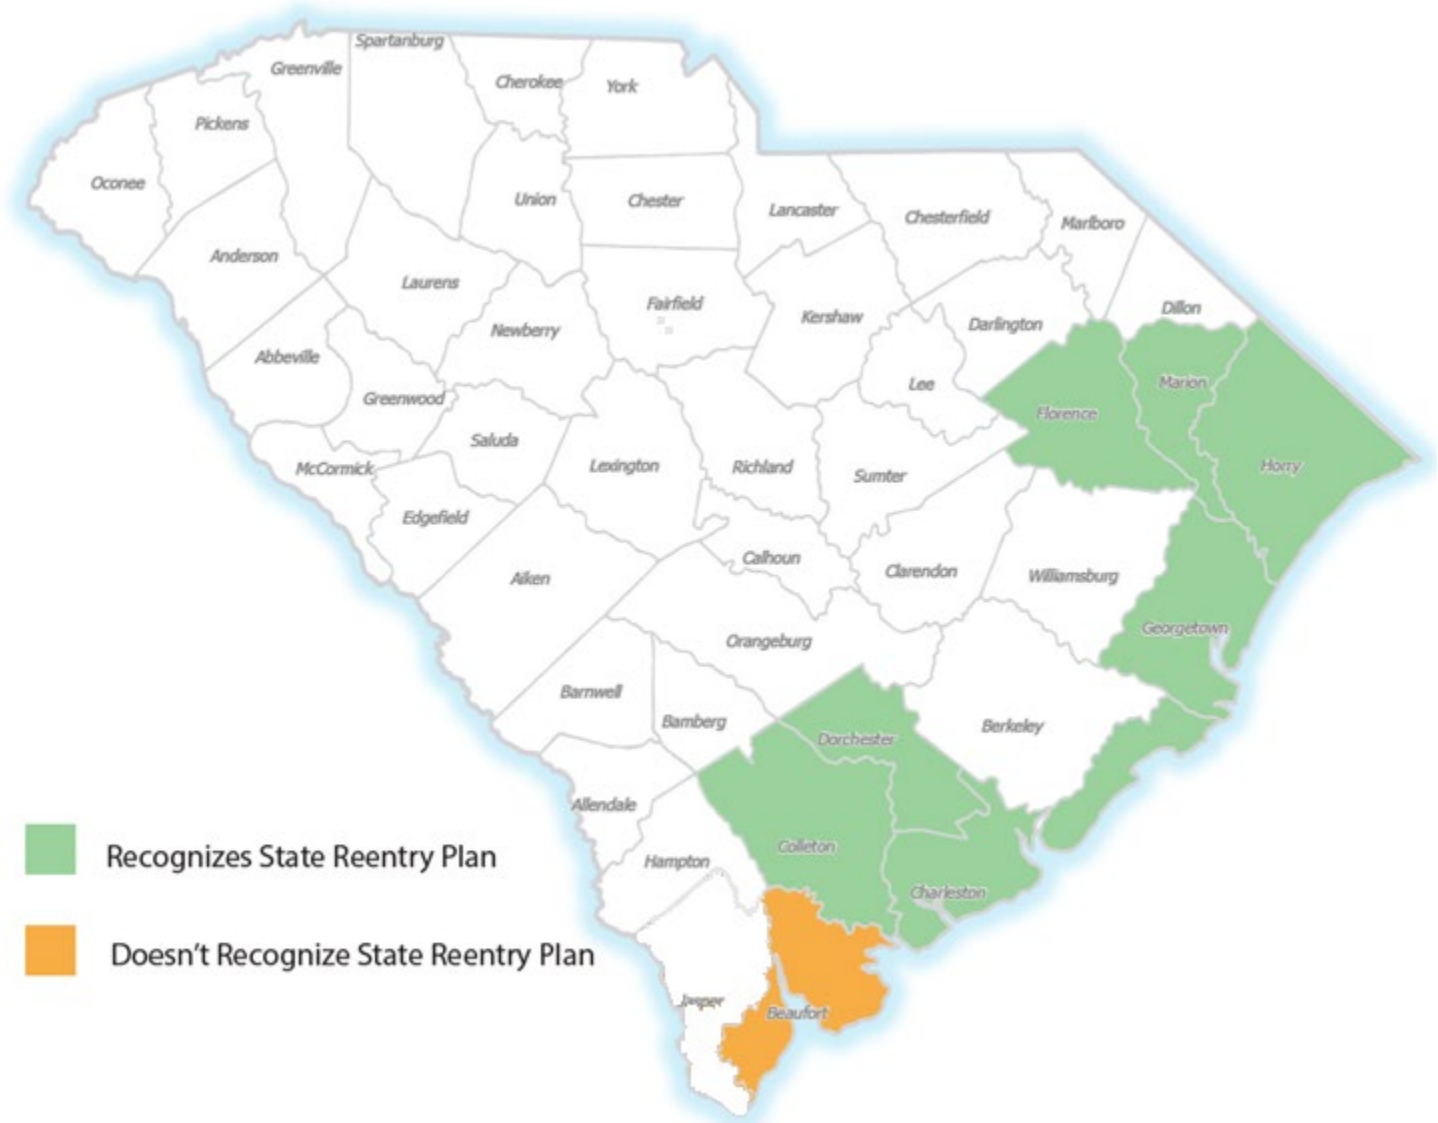 Spartanburg
Greenville
Cherokee
York
Pickens
Oconee
Union
Chester
Lancaster
Chesterfield
Marlboro
Anderson
Laurens
Fairfield
Kershaw
Darlington
Dillon
Newberry
Abbeville
Greenwood
Lee
Marion
Florence
Saluda
McCormick
Lexington
Richland
Sumter
Horry
Edgefield
Aiken
Calhoun
Clarendon
Williamsburg
Orangeburg
Georgetown
Barnwell
Bamberg
Berkeley
Dorchester
Allendale
Colleton
Hampton
Charleston
Jasper
Beaufort
Recognizes State Reentry Plan
Doesn't Recognize State Reentry Plan